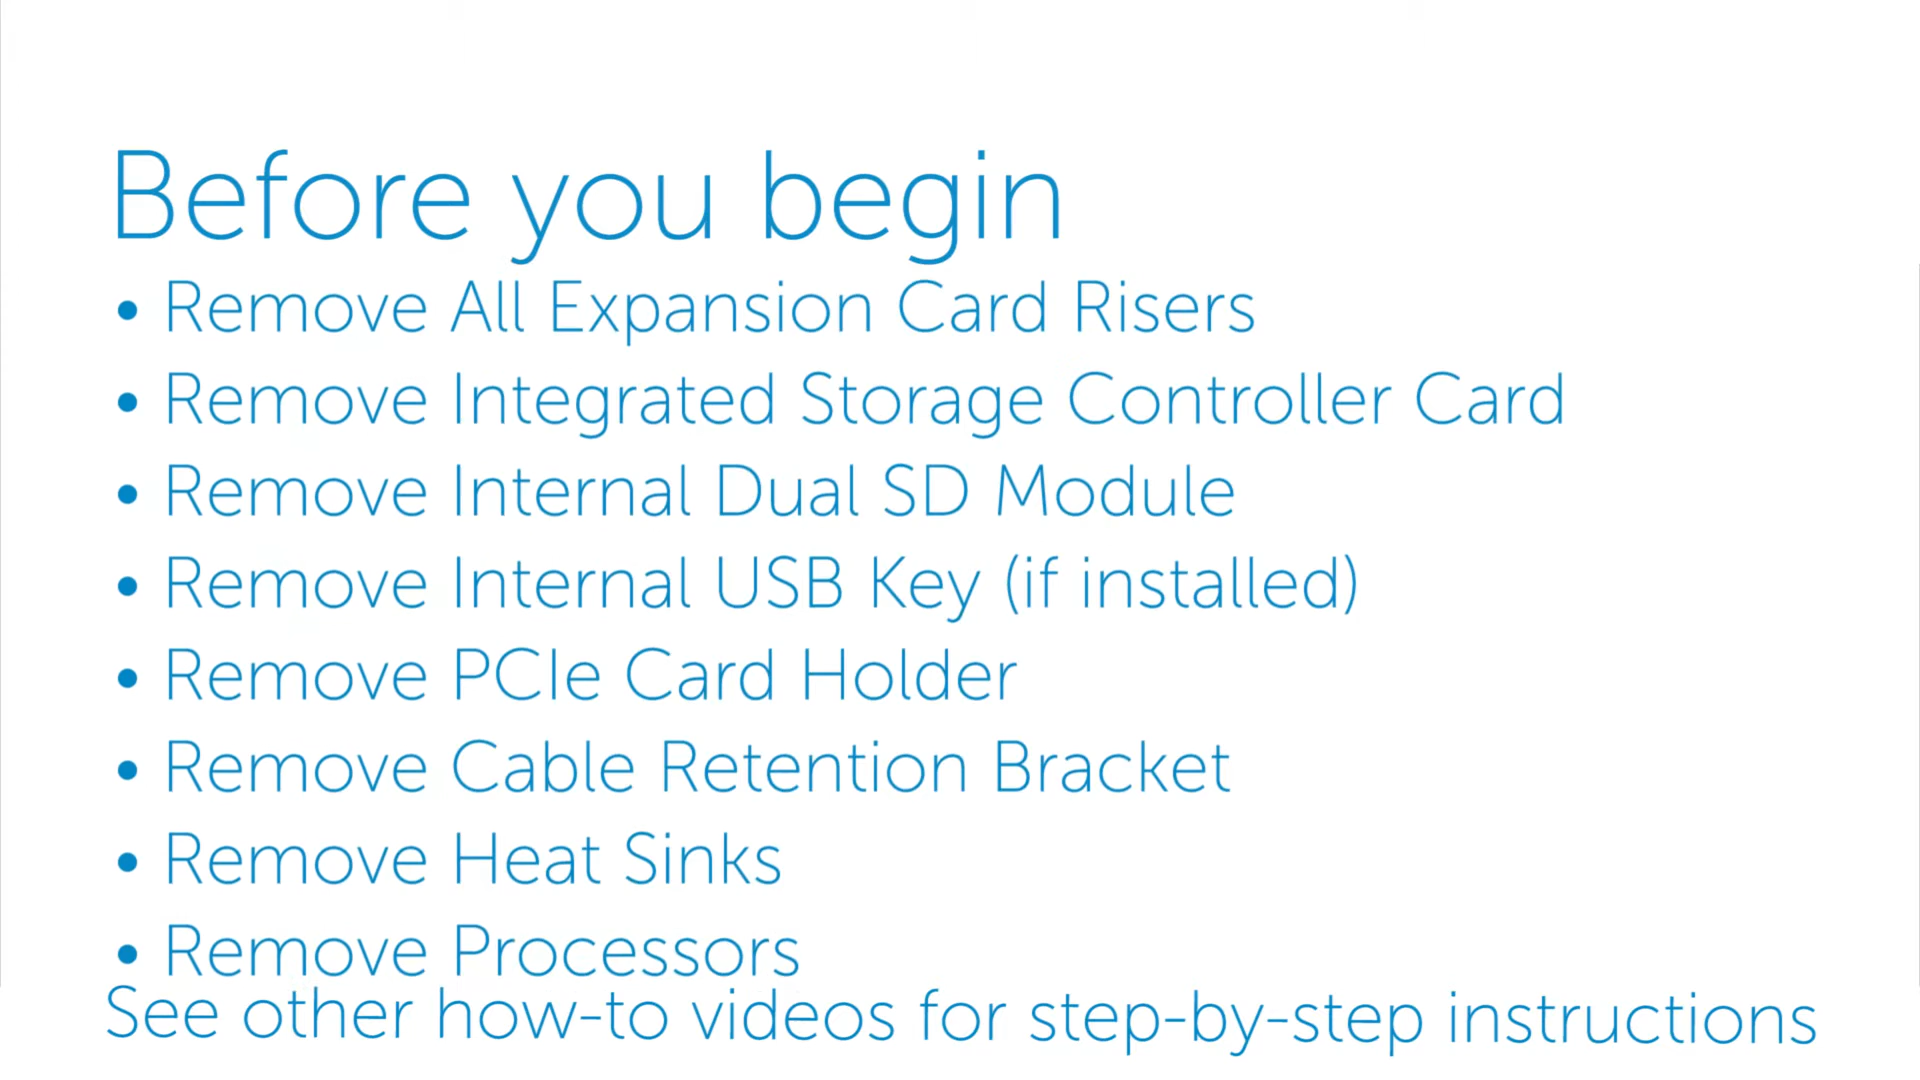 Before you begin
• Remove All Expansion Card Risers
• Remove Integrated Storage Controller Card
• Remove Internal Dual SD Module
• Remove Internal USB Key (if installed)
• Remove PCIe Card Holder
• Remove Cable Retention Bracket
• Remove Heat Sinks
• Remove Processors
See other how-to videos for step-by-step instructions